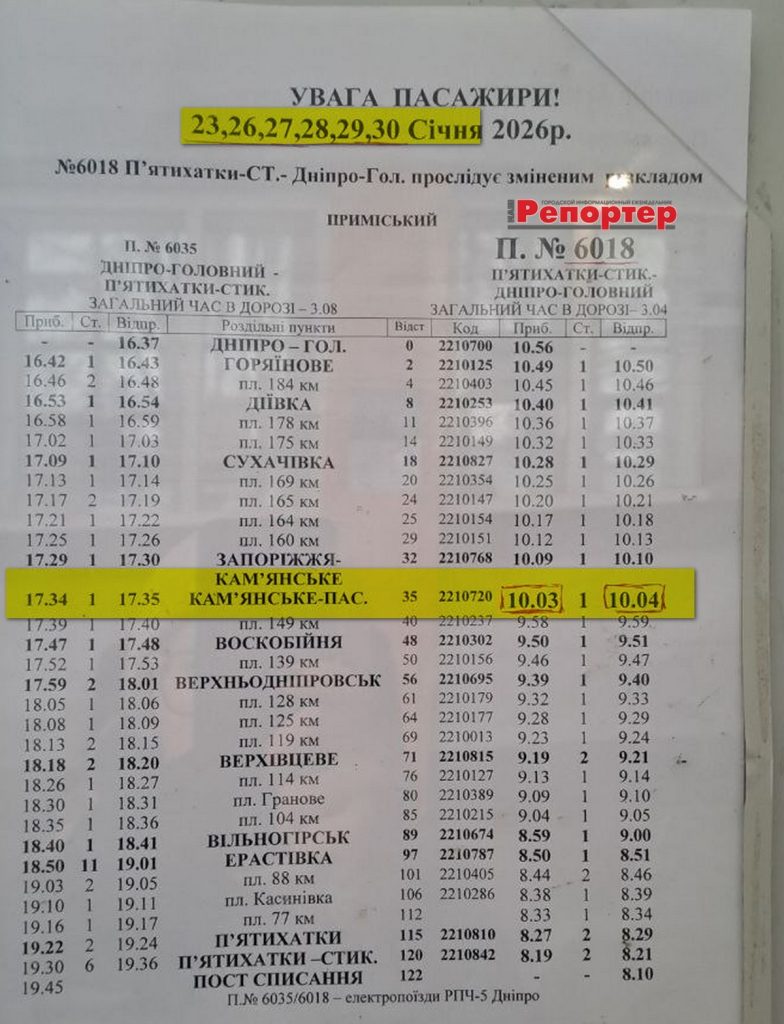 УВАГА ПАСАЖИРИ!
23,26,27,28,29,30 Січня 2026р.
№6018 П’ятихатки-СТ.- Дніпро-Гол. прослідує зміненим
ГОРОДСКОЙ ИНФОРМАЦИОННЫЙ ЕЖЕНЕДЕЛЬНИК
НАШ Репортер
ПРИМІСЬКИЙ
П. № 6035 П. № 6018
ДНІПРО-ГОЛОВНИЙ - П’ЯТИХАТКИ-СТИК.-
П’ЯТИХАТКИ-СТИК. ДНІПРО-ГОЛОВНИЙ
ЗАГАЛЬНИЙ ЧАС В ДОРОЗІ – 3.08 ЗАГАЛЬНИЙ ЧАС В ДОРОЗІ– 3.04
Приб. Ст. Відпр. Роздільні пункти Відст Код Приб. Ст. Відпр.
- - 16.37 ДНІПРО – ГОЛ. 0 2210700 10.56 - -
16.42 1 16.43 ГОРЯЇНОВЕ 2 2210125 10.49 1 10.50
16.46 2 16.48 пл. 184 км 4 2210403 10.45 1 10.46
16.53 1 16.54 ДІЇВКА 8 2210253 10.40 1 10.41
16.58 1 16.59 пл. 178 км 11 2210396 10.36 1 10.37
17.02 1 17.03 пл. 175 км 14 2210149 10.32 1 10.33
17.09 1 17.10 СУХАЧІВКА 18 2210827 10.28 1 10.29
17.13 1 17.14 пл. 169 км 20 2210354 10.25 1 10.26
17.17 2 17.19 пл. 165 км 24 2210147 10.20 1 10.21
17.21 1 17.22 пл. 164 км 25 2210154 10.17 1 10.18
17.25 1 17.26 пл. 160 км 29 2210151 10.12 1 10.13
17.29 1 17.30 ЗАПОРІЖЖЯ- 32 2210768 10.09 1 10.10
КАМ’ЯНСЬКЕ
17.34 1 17.35 КАМ’ЯНСЬКЕ-ПАС. 35 2210720 10.03 1 10.04
17.39 1 17.40 пл. 149 км 40 2210237 9.58 1 9.59
17.47 1 17.48 ВОСКОБІЙНЯ 48 2210302 9.50 1 9.51
17.52 1 17.53 пл. 139 км 50 2210156 9.46 1 9.47
17.59 2 18.01 ВЕРХНЬОДНІПРОВСЬК 56 2210695 9.39 1 9.40
18.05 1 18.06 пл. 128 км 61 2210179 9.32 1 9.33
18.08 1 18.09 пл. 125 км 64 2210177 9.28 1 9.29
18.13 2 18.15 пл. 119 км 69 2210013 9.23 1 9.24
18.18 2 18.20 ВЕРХІВЦЕВЕ 71 2210815 9.19 2 9.21
18.26 1 18.27 пл. 114 км 76 2210127 9.13 1 9.14
18.30 1 18.31 пл. Гранове 80 2210389 9.09 1 9.10
18.35 1 18.36 пл. 104 км 85 2210215 9.04 1 9.05
18.40 1 18.41 ВІЛЬНОГІРСЬК 89 2210674 8.59 1 9.00
18.50 11 19.01 ЕРАСТІВКА 97 2210787 8.50 1 8.51
19.03 2 19.05 пл. 88 км 101 2210405 8.44 2 8.46
19.10 1 19.11 пл. Касинівка 106 2210286 8.38 1 8.39
19.16 1 19.17 пл. 77 км 112 8.33 1 8.34
19.22 2 19.24 П’ЯТИХАТКИ 115 2210810 8.27 2 8.29
19.30 6 19.36 П’ЯТИХАТКИ –СТИК. 120 2210842 8.19 2 8.21
19.45 ПОСТ СПИСАННЯ 122 - - 8.10
П.№ 6035/6018 – електропоїзди РПЧ-5 Дніпро